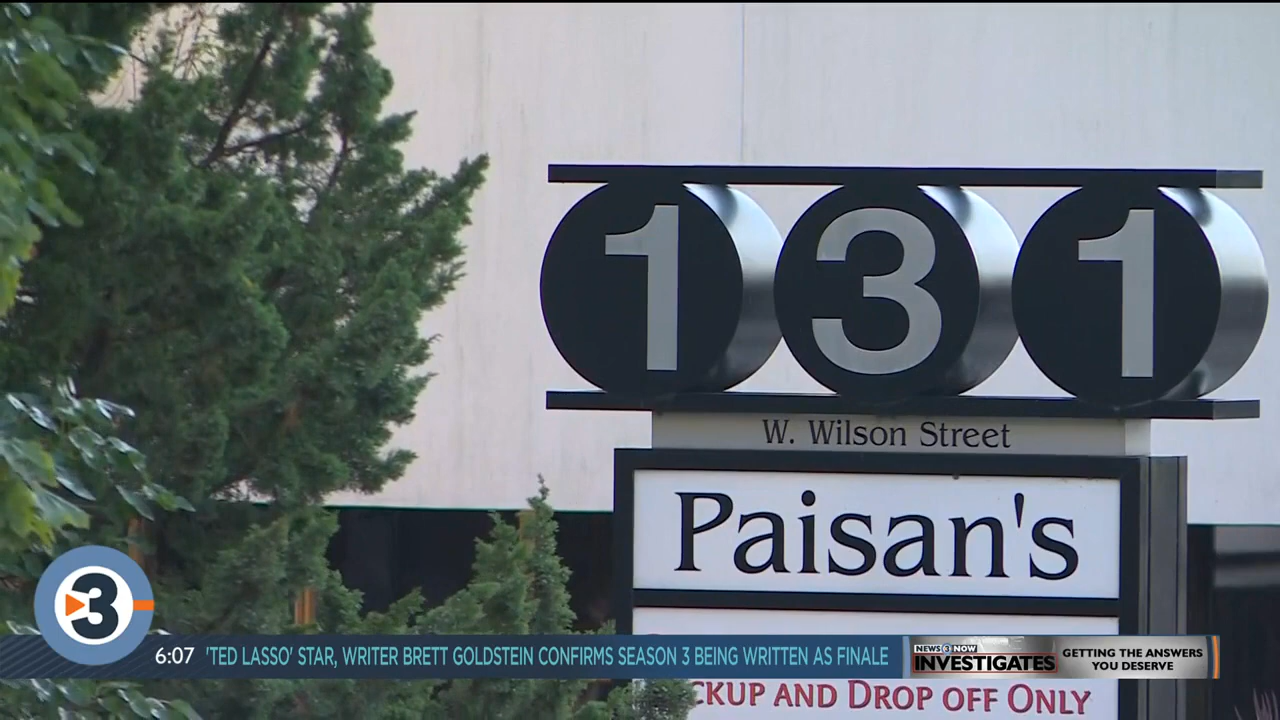 131
W. Wilson Street
Paisan's
3
6:07 'TED LASSO' STAR, WRITER BRETT GOLDSTEIN CONFIRMS SEASON 3 BEING WRITTEN AS FINALE
NEWS 3 NOW
INVESTIGATES
GETTING THE ANSWERS
YOU DESERVE
AND DROP OFF ONLY